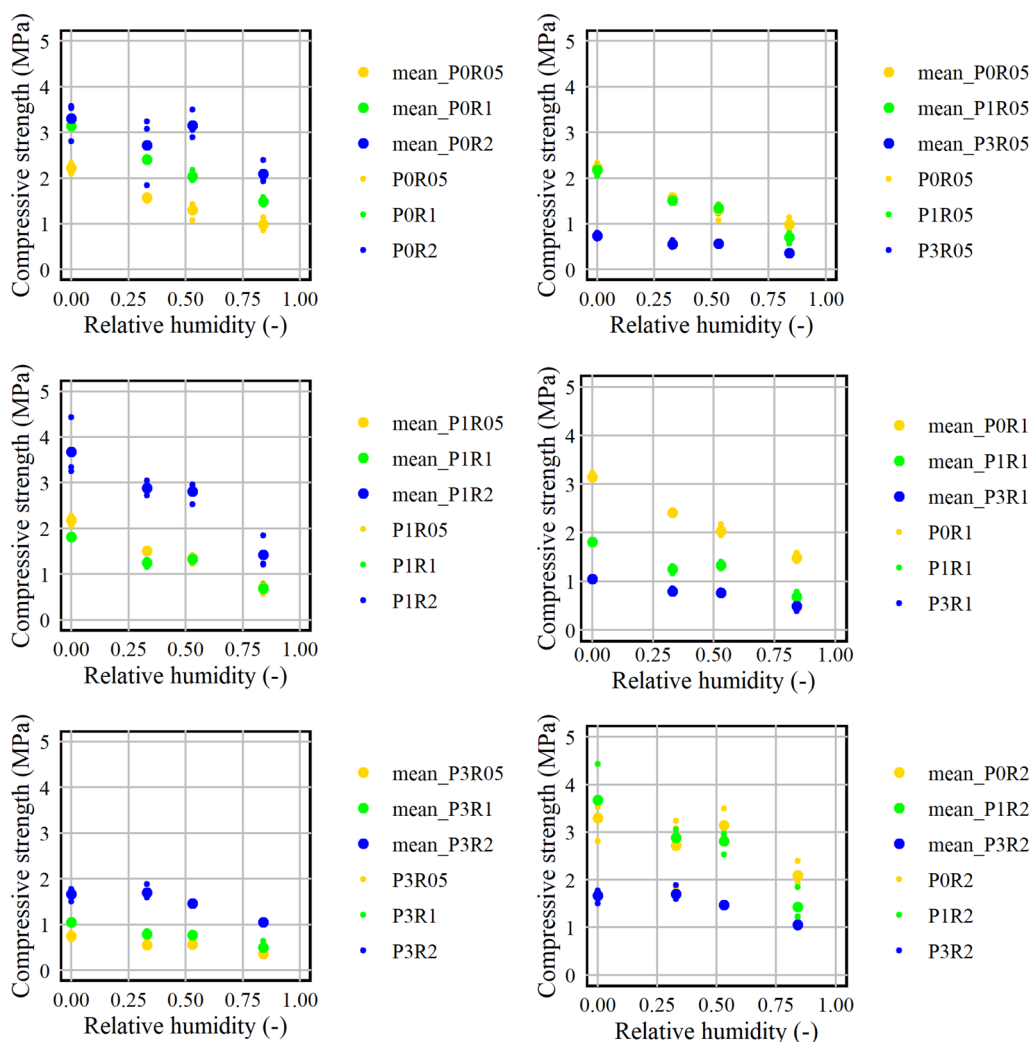 Compressive strength (MPa)
5
4
3
2
1
0
0.00 0.25 0.50 0.75 1.00
Relative humidity (-)
mean_P0R05
mean_P0R1
mean_P0R2
P0R05
P0R1
P0R2
Compressive strength (MPa)
5
4
3
2
1
0
0.00 0.25 0.50 0.75 1.00
Relative humidity (-)
mean_P0R05
mean_P1R05
mean_P3R05
P0R05
P1R05
P3R05
Compressive strength (MPa)
5
4
3
2
1
0
0.00 0.25 0.50 0.75 1.00
Relative humidity (-)
mean_P1R05
mean_P1R1
mean_P1R2
P1R05
P1R1
P1R2
Compressive strength (MPa)
5
4
3
2
1
0
0.00 0.25 0.50 0.75 1.00
Relative humidity (-)
mean_P0R1
mean_P1R1
mean_P3R1
P0R1
P1R1
P3R1
Compressive strength (MPa)
5
4
3
2
1
0
0.00 0.25 0.50 0.75 1.00
Relative humidity (-)
mean_P3R05
mean_P3R1
mean_P3R2
P3R05
P3R1
P3R2
Compressive strength (MPa)
5
4
3
2
1
0
0.00 0.25 0.50 0.75 1.00
Relative humidity (-)
mean_P0R2
mean_P1R2
mean_P3R2
P0R2
P1R2
P3R2